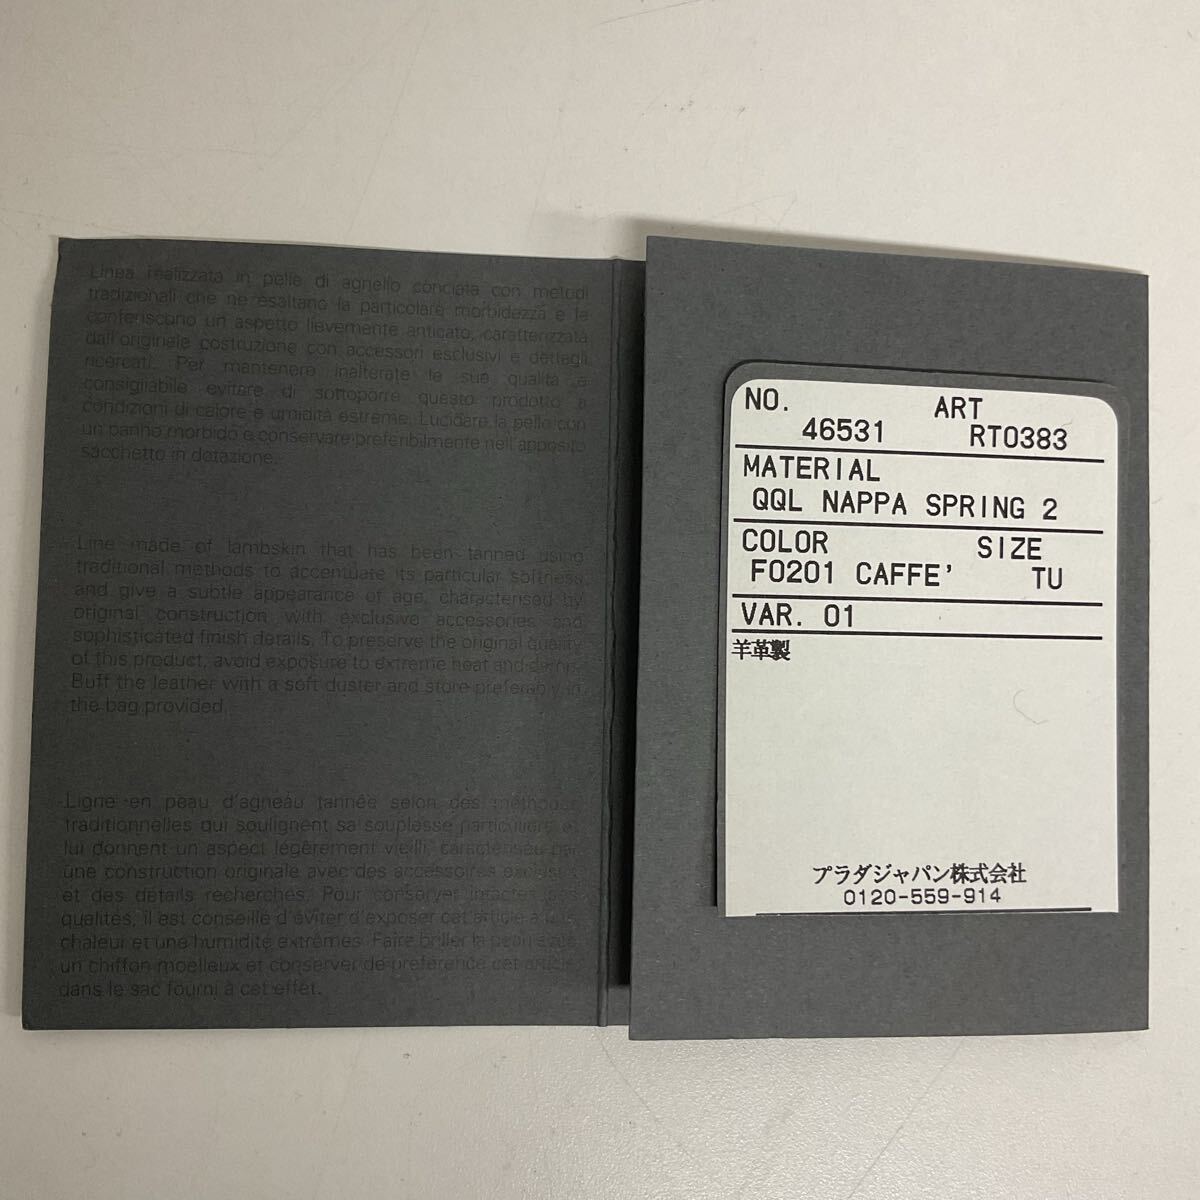 Linea realizzata in pelle di agnello conciata con metodi
tradizionali che ne esaltano la particolare morbidezza e le
conferiscono un aspetto lievemente anticato, caratterizzata
dall'originale costruzione con accessori esclusivi e dettagli
ricercati. Per mantenere inalterate le sue qualità è
consigliabile evitare di sottoporre questo prodotto a
condizioni di calore e umidità estreme. Lucidare la pelle con
un panno morbido e conservare preferibilmente nell'apposito
sacchetto in dotazione.
Line made of lambskin that has been tanned using
traditional methods to accentuate its particular softness
and give a subtle appearance of age, characterised by
original construction with exclusive accessories and
sophisticated finish details. To preserve the original quality
of this product, avoid exposure to extreme heat and damp.
Buff the leather with a soft duster and store preferably in
the bag provided.
Ligne en peau d'agneau tannée selon des méthodes
traditionnelles qui soulignent sa souplesse particulière et
lui donnent un aspect légèrement vieilli, caractérisée par
une construction originale avec des accessoires exclusifs
et des détails recherchés. Pour conserver intactes ses
qualités, il est conseillé d'éviter d'exposer cet article à la
chaleur et une humidité extrêmes. Faire briller la peau avec
un chiffon moelleux et conserver de préférence cet article
dans le sac fourni à cet effet.
NO. ART
46531 RT0383
MATERIAL
QQL NAPPA SPRING 2
COLOR SIZE
F0201 CAFFE' TU
VAR. 01
羊革製
プラダジャパン株式会社
0120-559-914